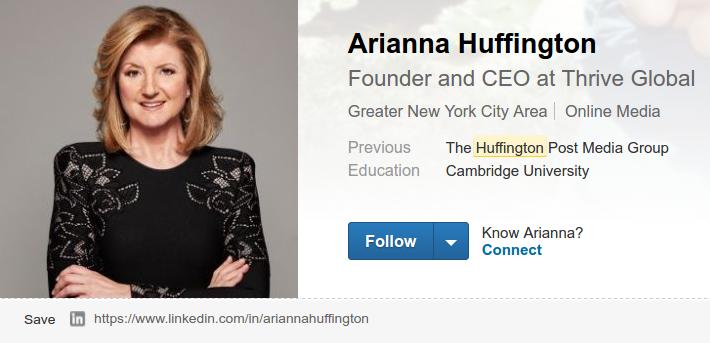 Arianna Huffington
Founder and CEO at Thrive Global
Greater New York City Area | Online Media
Previous The Huffington Post Media Group
Education Cambridge University
Follow Know Arianna?
Connect
Save in https://www.linkedin.com/in/ariannahuffington